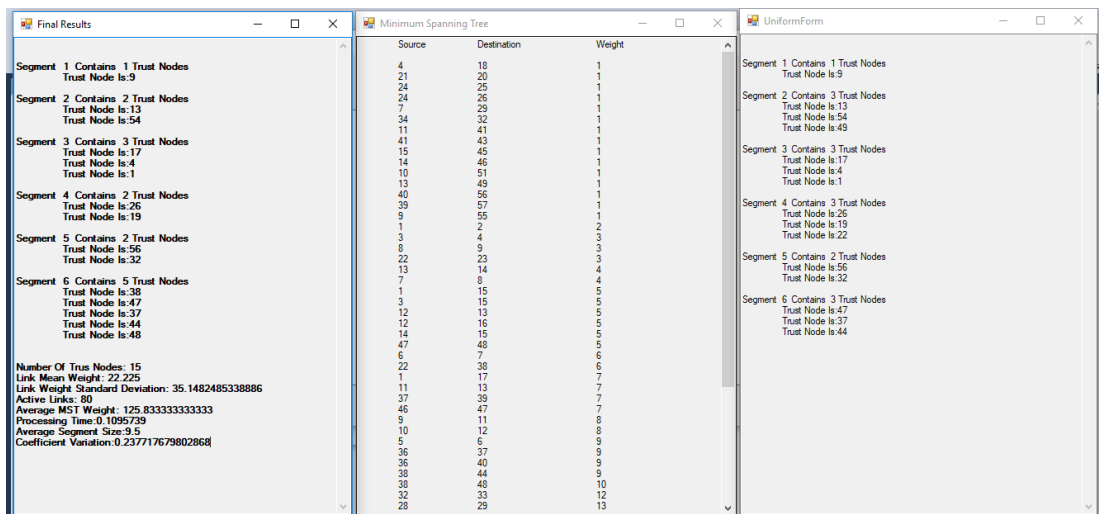 Final Results
Segment 1 Contains 1 Trust Nodes
Trust Node Is:9
Segment 2 Contains 2 Trust Nodes
Trust Node Is:13
Trust Node Is:54
Segment 3 Contains 3 Trust Nodes
Trust Node Is:17
Trust Node Is:4
Trust Node Is:1
Segment 4 Contains 2 Trust Nodes
Trust Node Is:26
Trust Node Is:19
Segment 5 Contains 2 Trust Nodes
Trust Node Is:56
Trust Node Is:32
Segment 6 Contains 5 Trust Nodes
Trust Node Is:38
Trust Node Is:47
Trust Node Is:37
Trust Node Is:44
Trust Node Is:48
Number Of Trus Nodes: 15
Link Mean Weight: 22.225
Link Weight Standard Deviation: 35.1482485338886
Active Links: 80
Average MST Weight: 125.833333333333
Processing Time:0.1095739
Average Segment Size:9.5
Coefficient Variation:0.237717679802868
Minimum Spanning Tree
Source Destination Weight
4 18 1
21 20 1
24 25 1
24 26 1
7 29 1
34 32 1
11 41 1
41 43 1
15 45 1
14 46 1
10 51 1
13 49 1
40 56 1
39 57 1
9 55 1
1 2 2
3 4 3
8 9 3
22 23 3
13 14 4
7 8 4
1 15 5
3 15 5
12 13 5
12 16 5
14 15 5
47 48 5
6 7 6
22 38 6
1 17 7
11 13 7
37 39 7
46 47 7
9 11 8
10 12 8
5 6 9
36 37 9
36 40 9
38 44 9
38 48 10
32 33 12
28 29 13
UniformForm
Segment 1 Contains 1 Trust Nodes
Trust Node Is:9
Segment 2 Contains 3 Trust Nodes
Trust Node Is:13
Trust Node Is:54
Trust Node Is:49
Segment 3 Contains 3 Trust Nodes
Trust Node Is:17
Trust Node Is:4
Trust Node Is:1
Segment 4 Contains 3 Trust Nodes
Trust Node Is:26
Trust Node Is:19
Trust Node Is:22
Segment 5 Contains 2 Trust Nodes
Trust Node Is:56
Trust Node Is:32
Segment 6 Contains 3 Trust Nodes
Trust Node Is:47
Trust Node Is:37
Trust Node Is:44